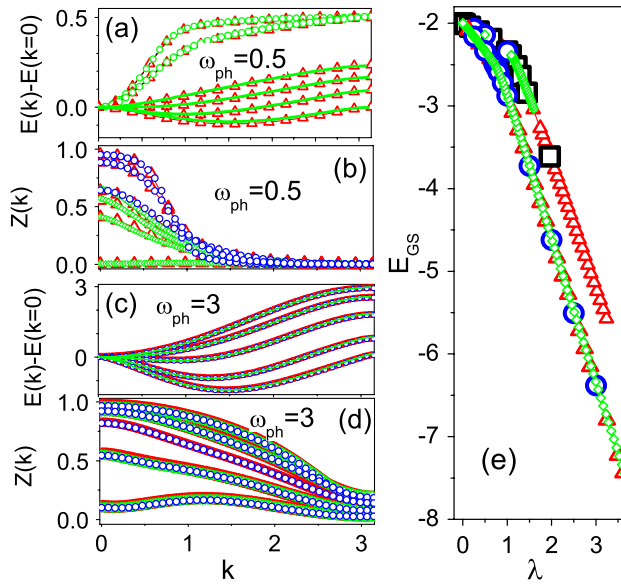 (a)
E(k)-E(k=0)
0.5
0.0
ω_ph=0.5
(b)
Z(k)
1.0
0.5
0.0
ω_ph=0.5
(c)
E(k)-E(k=0)
3
0
ω_ph=3
(d)
Z(k)
1.0
0.5
0.0
ω_ph=3
0 1 2 3
k
(e)
E_GS
-2
-3
-4
-5
-6
-7
-8
0 1 2 3
λ